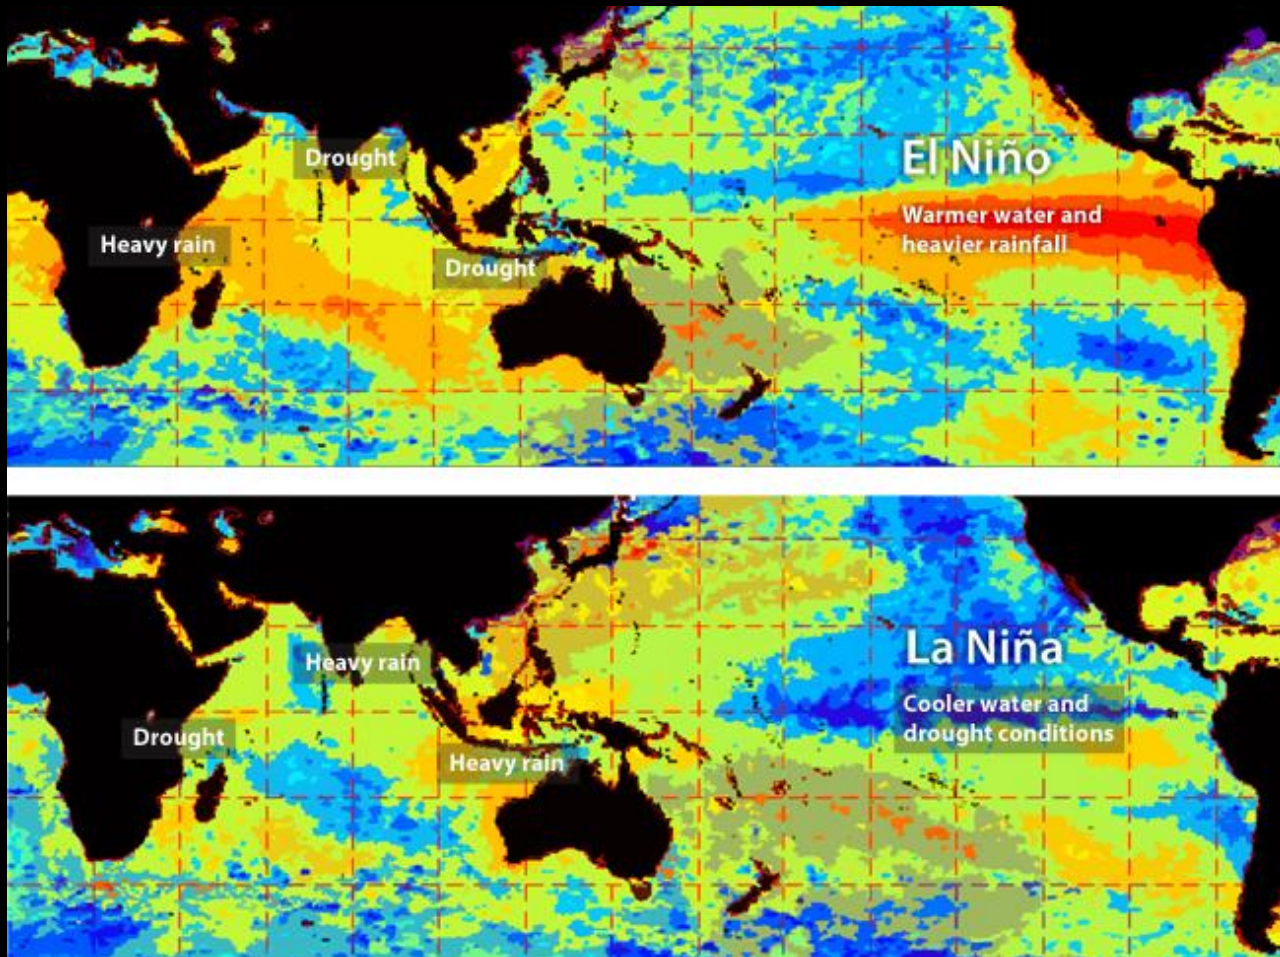 Drought
El Niño
Warmer water and
heavier rainfall
Heavy rain
Drought
La Niña
Heavy rain
Cooler water and
drought conditions
Drought
Heavy rain